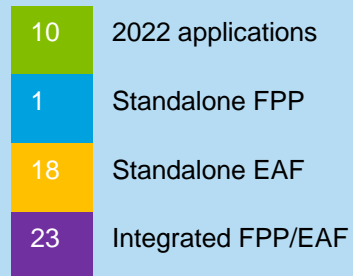 10 2022 applications
1 Standalone FPP
18 Standalone EAF
23 Integrated FPP/EAF